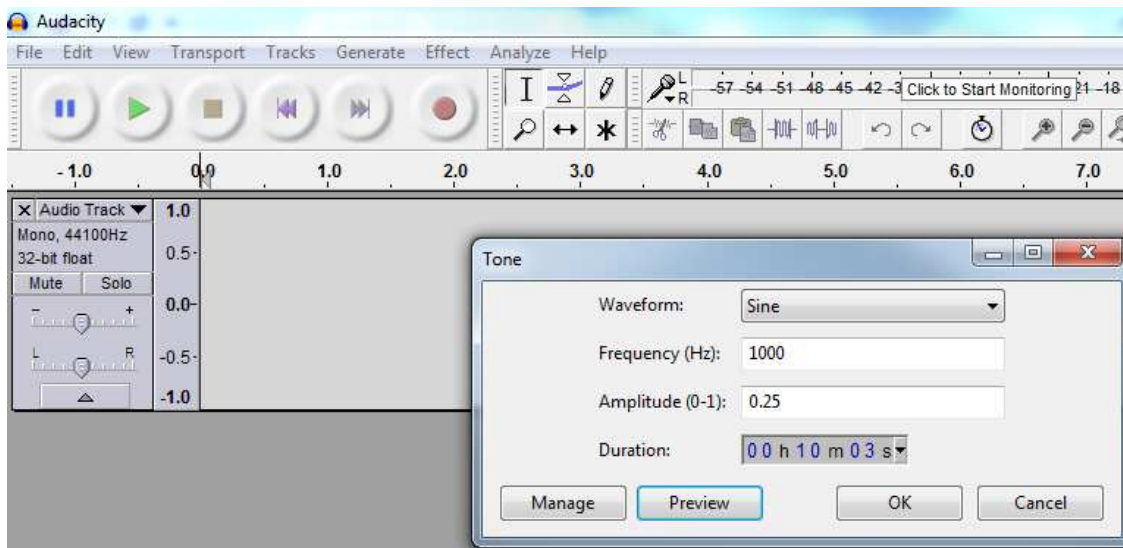 Audacity
File Edit View Transport Tracks Generate Effect Analyze Help
L
R
-57 -54 -51 -48 -45 -42 -3 Click to Start Monitoring 21 -18
- 1.0 0.0 1.0 2.0 3.0 4.0 5.0 6.0 7.0
X Audio Track
Mono, 44100Hz
32-bit float
Mute Solo
- +
L R
1.0
0.5
0.0
-0.5
-1.0
Tone
Waveform: Sine
Frequency (Hz): 1000
Amplitude (0-1): 0.25
Duration: 00 h 10 m 03 s
Manage Preview OK Cancel